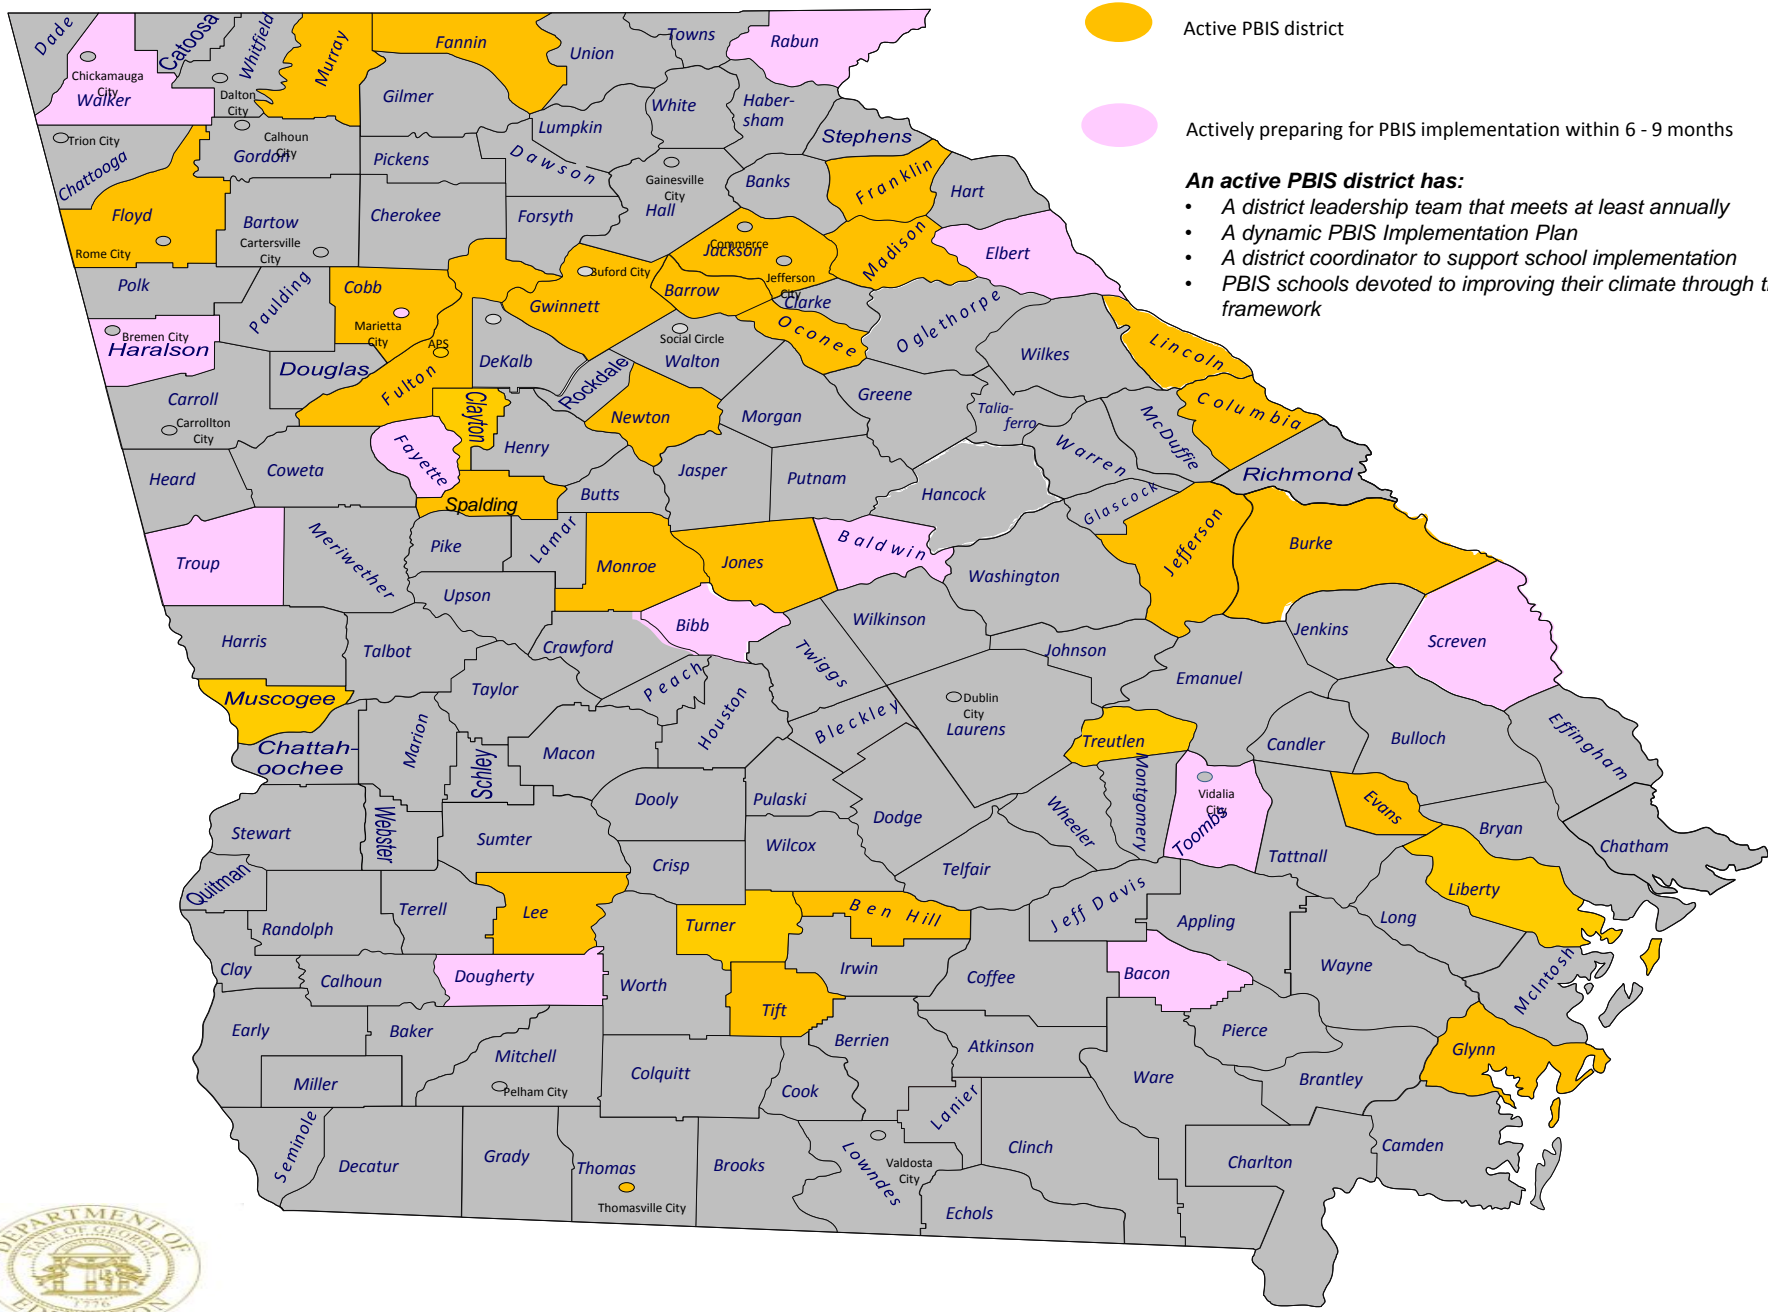 Active PBIS district
Actively preparing for PBIS implementation within 6 - 9 months
An active PBIS district has:
• A district leadership team that meets at least annually
• A dynamic PBIS Implementation Plan
• A district coordinator to support school implementation
• PBIS schools devoted to improving their climate through t
framework
Dade
Chickamauga
City
Walker
Catoosa
Whitfield
Dalton
City
Murray
Fannin
Gilmer
Union
Towns
Rabun
White
Haber-
sham
Lumpkin
Stephens
Trion City
Chattooga
Calhoun
City
Gordon
Pickens
Dawson
Gainesville
City
Hall
Banks
Franklin
Hart
Floyd
Rome City
Bartow
Cartersville
City
Cherokee
Forsyth
Commerce
Jackson
Jefferson
City
Madison
Elbert
Polk
Paulding
Cobb
Marietta
City
Buford City
Gwinnett
Barrow
Clarke
Oconee
Oglethorpe
Bremen City
Haralson
Douglas
Fulton
APS
DeKalb
Rockdale
Social Circle
Walton
Wilkes
Lincoln
Carroll
Carrollton
City
Clayton
Newton
Morgan
Greene
Talia-
ferro
McDuffie
Columbia
Heard
Coweta
Fayette
Henry
Spalding
Butts
Jasper
Putnam
Hancock
Warren
Glascock
Richmond
Troup
Meriwether
Pike
Lamar
Monroe
Jones
Baldwin
Washington
Jefferson
Burke
Upson
Bibb
Wilkinson
Jenkins
Screven
Harris
Talbot
Crawford
Twiggs
Johnson
Emanuel
Taylor
Peach
Houston
Bleckley
Dublin
City
Laurens
Muscogee
Chattah-
oochee
Marion
Schley
Macon
Treutlen
Candler
Bulloch
Effingham
Stewart
Webster
Sumter
Dooly
Pulaski
Dodge
Wheeler
Montgomery
Vidalia
City
Toombs
Evans
Bryan
Chatham
Quitman
Crisp
Wilcox
Telfair
Tattnall
Liberty
Randolph
Terrell
Lee
Turner
Ben Hill
Jeff Davis
Appling
Long
Clay
Calhoun
Dougherty
Worth
Irwin
Coffee
Bacon
Wayne
McIntosh
Tift
Early
Baker
Mitchell
Berrien
Atkinson
Pierce
Glynn
Miller
Pelham City
Colquitt
Cook
Ware
Brantley
Lanier
Seminole
Decatur
Grady
Thomas
Thomasville City
Brooks
Lowndes
Valdosta
City
Clinch
Charlton
Camden
Echols
DEPARTMENT OF
STATE OF GEORGIA
1776